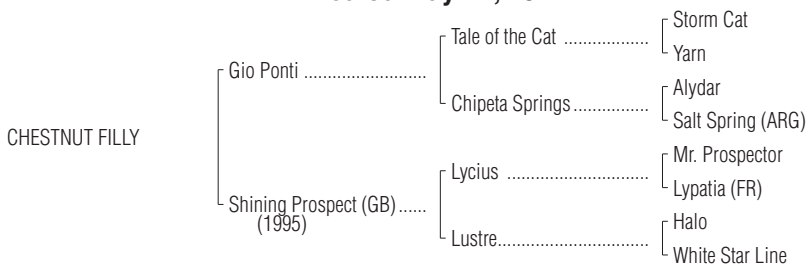 Storm Cat
Tale of the Cat ..................
Yarn
Gio Ponti ..........................
Alydar
Chipeta Springs ................
Salt Spring (ARG)
CHESTNUT FILLY
Mr. Prospector
Lycius ..............................
Lypatia (FR)
Shining Prospect (GB) ......
(1995)
Halo
Lustre ................................
White Star Line